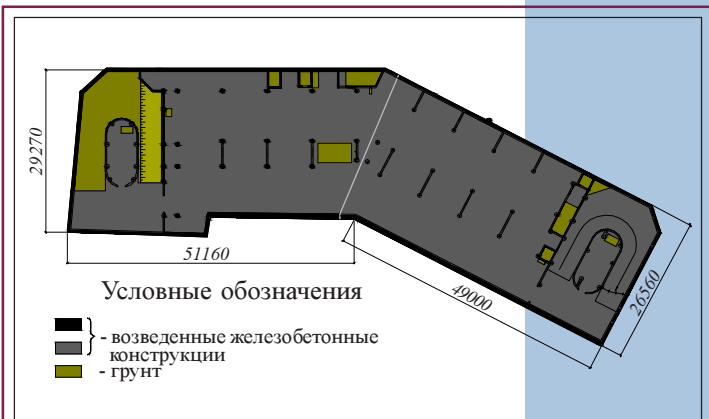 29270
51160
49000
26560
Условные обозначения
- возведенные железобетонные
конструкции
- грунт